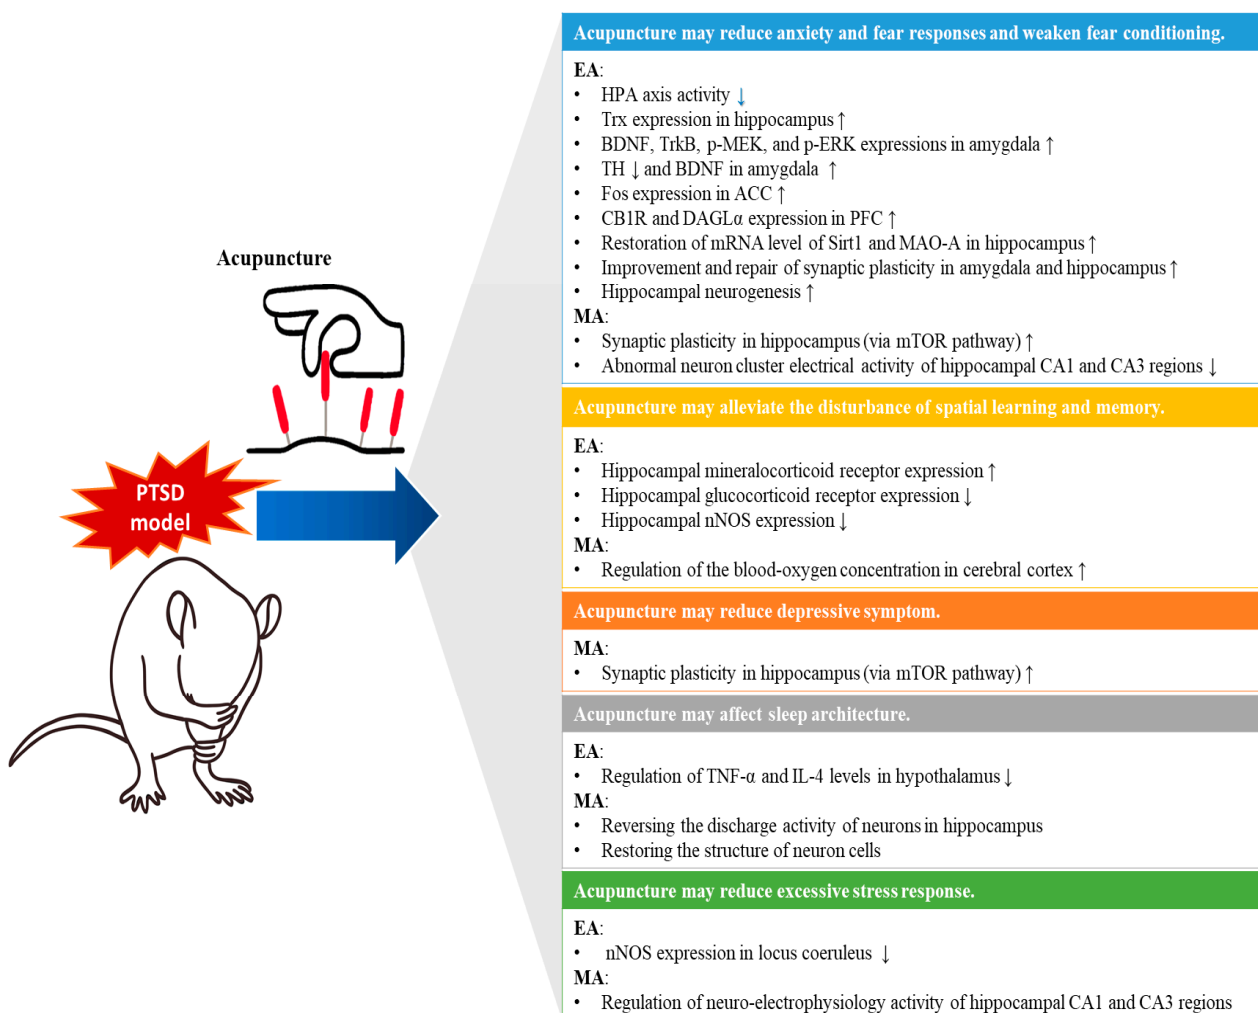 Acupuncture
PTSD
model
Acupuncture may reduce anxiety and fear responses and weaken fear conditioning.
EA:
• HPA axis activity ↓
• Trx expression in hippocampus ↑
• BDNF, TrkB, p-MEK, and p-ERK expressions in amygdala ↑
• TH ↓ and BDNF in amygdala ↑
• Fos expression in ACC ↑
• CB1R and DAGLα expression in PFC ↑
• Restoration of mRNA level of Sirt1 and MAO-A in hippocampus ↑
• Improvement and repair of synaptic plasticity in amygdala and hippocampus ↑
• Hippocampal neurogenesis ↑
MA:
• Synaptic plasticity in hippocampus (via mTOR pathway) ↑
• Abnormal neuron cluster electrical activity of hippocampal CA1 and CA3 regions ↓
Acupuncture may alleviate the disturbance of spatial learning and memory.
EA:
• Hippocampal mineralocorticoid receptor expression ↑
• Hippocampal glucocorticoid receptor expression ↓
• Hippocampal nNOS expression ↓
MA:
• Regulation of the blood-oxygen concentration in cerebral cortex ↑
Acupuncture may reduce depressive symptom.
MA:
• Synaptic plasticity in hippocampus (via mTOR pathway) ↑
Acupuncture may affect sleep architecture.
EA:
• Regulation of TNF-α and IL-4 levels in hypothalamus ↓
MA:
• Reversing the discharge activity of neurons in hippocampus
• Restoring the structure of neuron cells
Acupuncture may reduce excessive stress response.
EA:
• nNOS expression in locus coeruleus ↓
MA:
• Regulation of neuro-electrophysiology activity of hippocampal CA1 and CA3 regions